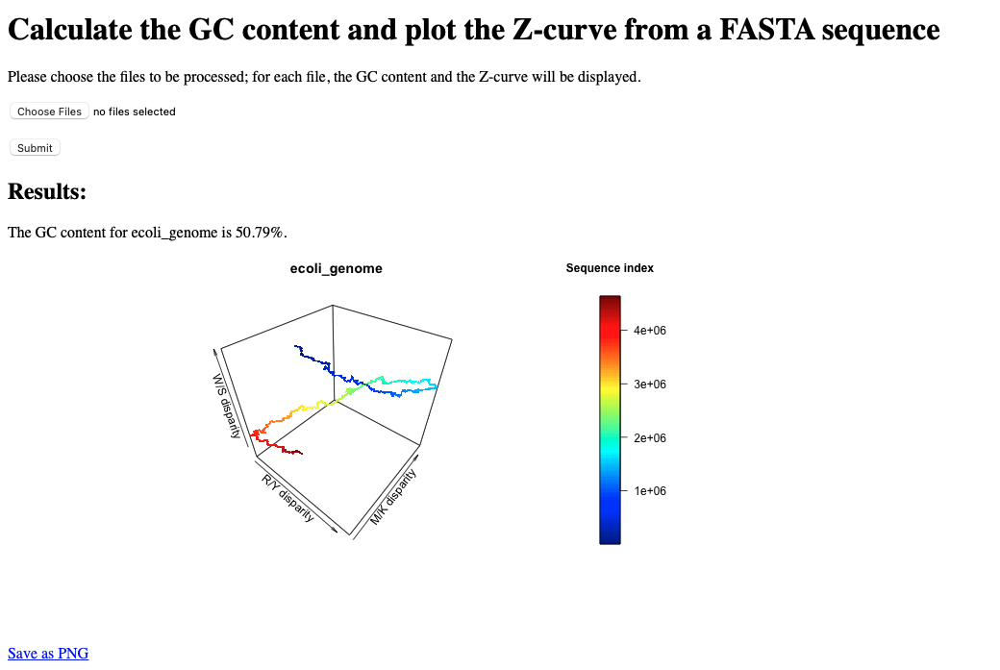 Calculate the GC content and plot the Z-curve from a FASTA sequence
Please choose the files to be processed; for each file, the GC content and the Z-curve will be displayed.
Choose Files no files selected
Submit
Results:
The GC content for ecoli_genome is 50.79%.
ecoli_genome
W/S disparity
R/Y disparity
M/K disparity
Sequence index
4e+06
3e+06
2e+06
1e+06
Save as PNG